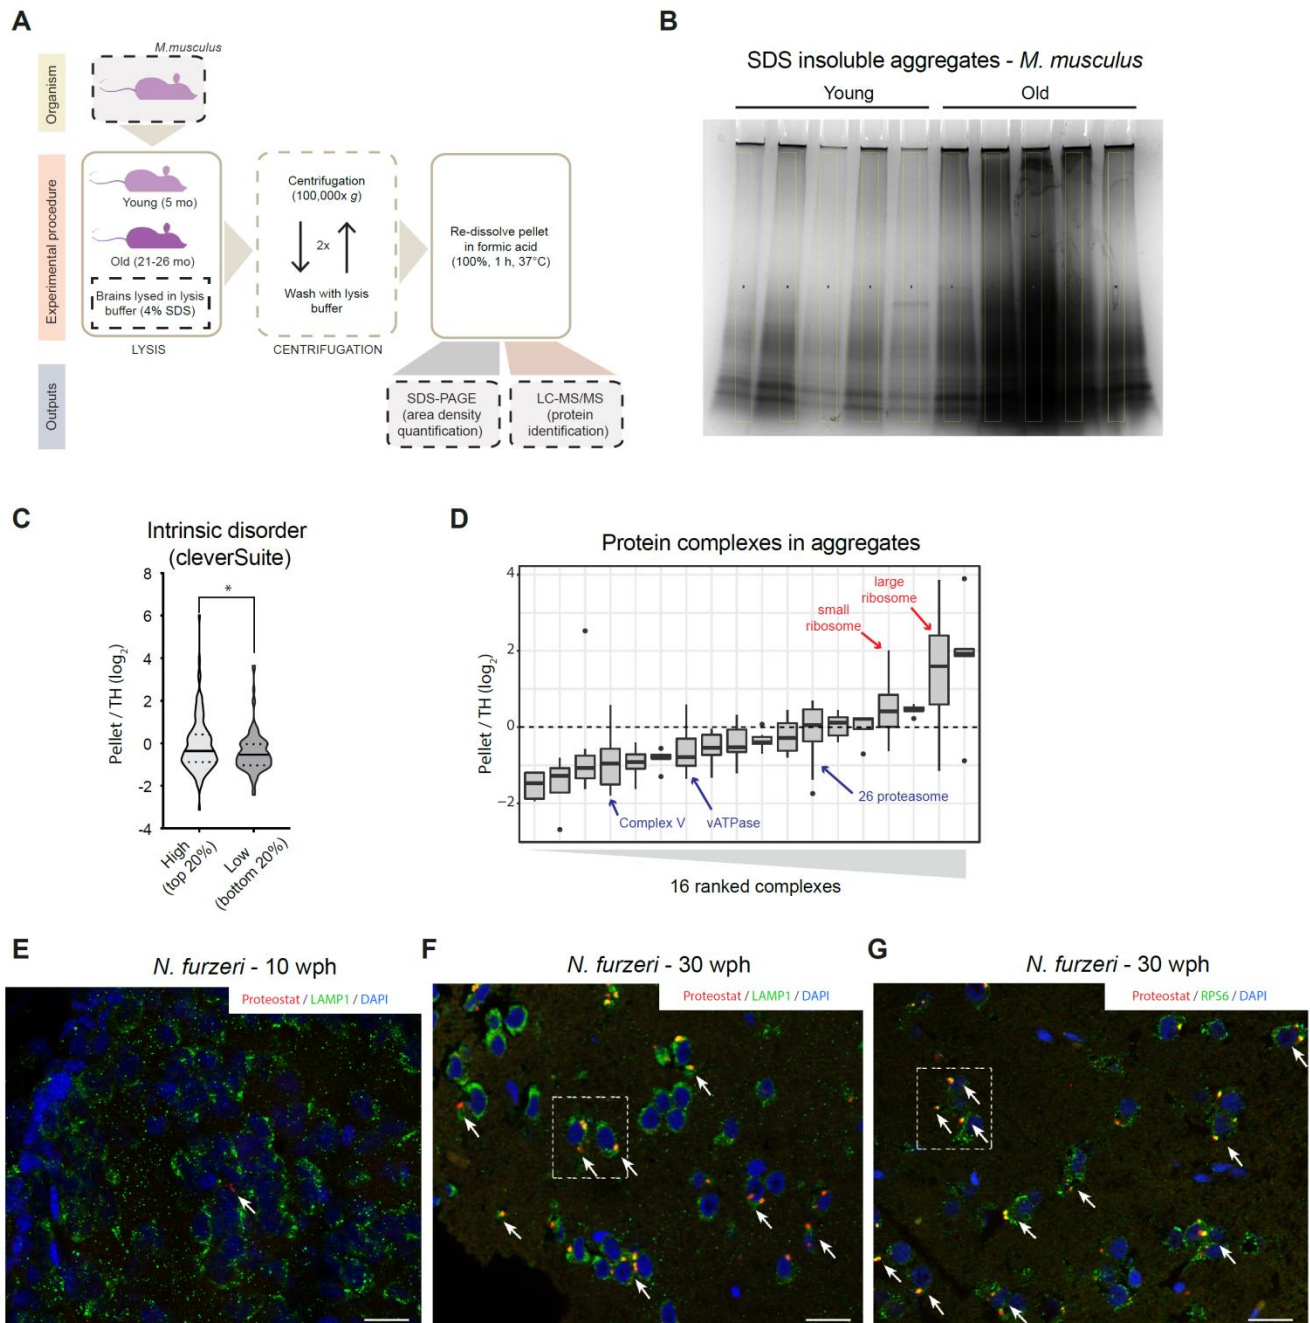 A
M.musculus
Organism
Experimental procedure
Young (5 mo)
Old (21-26 mo)
Brains lysed in lysis
buffer (4% SDS)
LYSIS
Centrifugation
(100,000x g)
2x
Wash with lysis
buffer
CENTRIFUGATION
Re-dissolve pellet
in formic acid
(100%, 1 h, 37°C)
Outputs
SDS-PAGE
(area density
quantification)
LC-MS/MS
(protein
identification)
B
SDS insoluble aggregates - M. musculus
Young
Old
C
Intrinsic disorder
(cleverSuite)
Pellet / TH (log2)
8
6
4
2
0
-2
-4
*
High
(top 20%)
Low
(bottom 20%)
D
Protein complexes in aggregates
Pellet / TH (log2)
4
2
0
−2
small
ribosome
large
ribosome
Complex V
vATPase
26 proteasome
16 ranked complexes
E
N. furzeri - 10 wph
Proteostat / LAMP1 / DAPI
F
N. furzeri - 30 wph
Proteostat / LAMP1 / DAPI
G
N. furzeri - 30 wph
Proteostat / RPS6 / DAPI